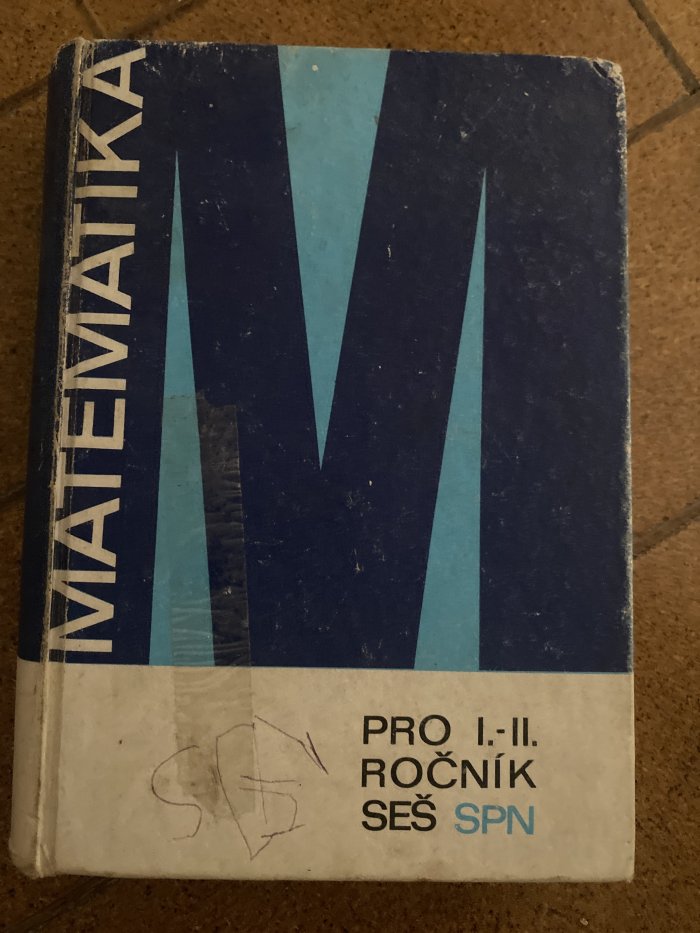 MATEMATIKA
PRO I.-II.
ROČNÍK
SEŠ SPN